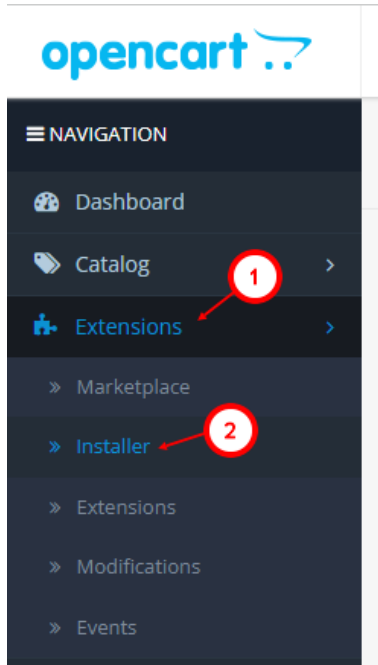 opencart
NAVIGATION
Dashboard
Catalog
1
Extensions
Marketplace
2
Installer
Extensions
Modifications
Events